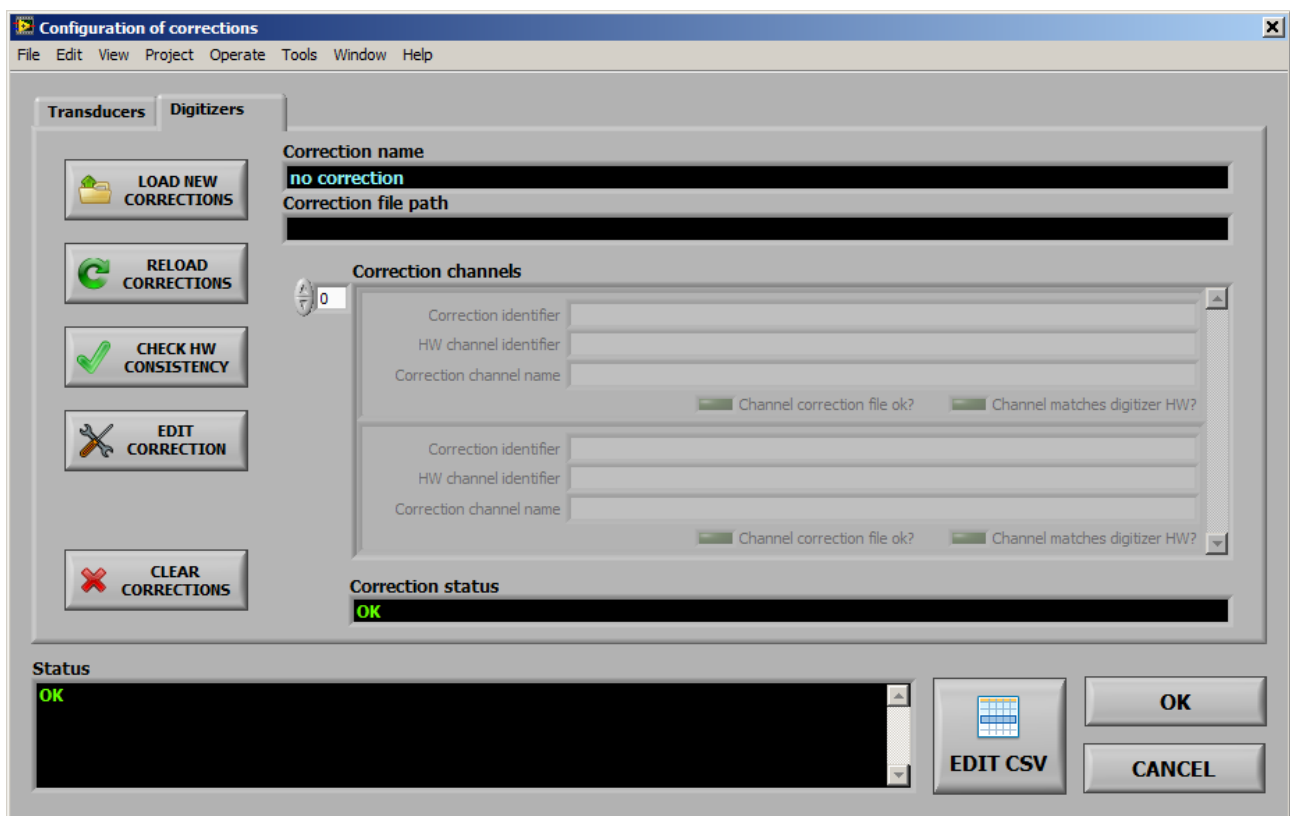 Configuration of corrections
File Edit View Project Operate Tools Window Help
Transducers Digitizers
LOAD NEW
CORRECTIONS
RELOAD
CORRECTIONS
CHECK HW
CONSISTENCY
EDIT
CORRECTION
CLEAR
CORRECTIONS
Correction name
no correction
Correction file path
Correction channels
0
Correction identifier
HW channel identifier
Correction channel name
Channel correction file ok? Channel matches digitizer HW?
Correction identifier
HW channel identifier
Correction channel name
Channel correction file ok? Channel matches digitizer HW?
Correction status
OK
Status
OK
EDIT CSV
OK
CANCEL